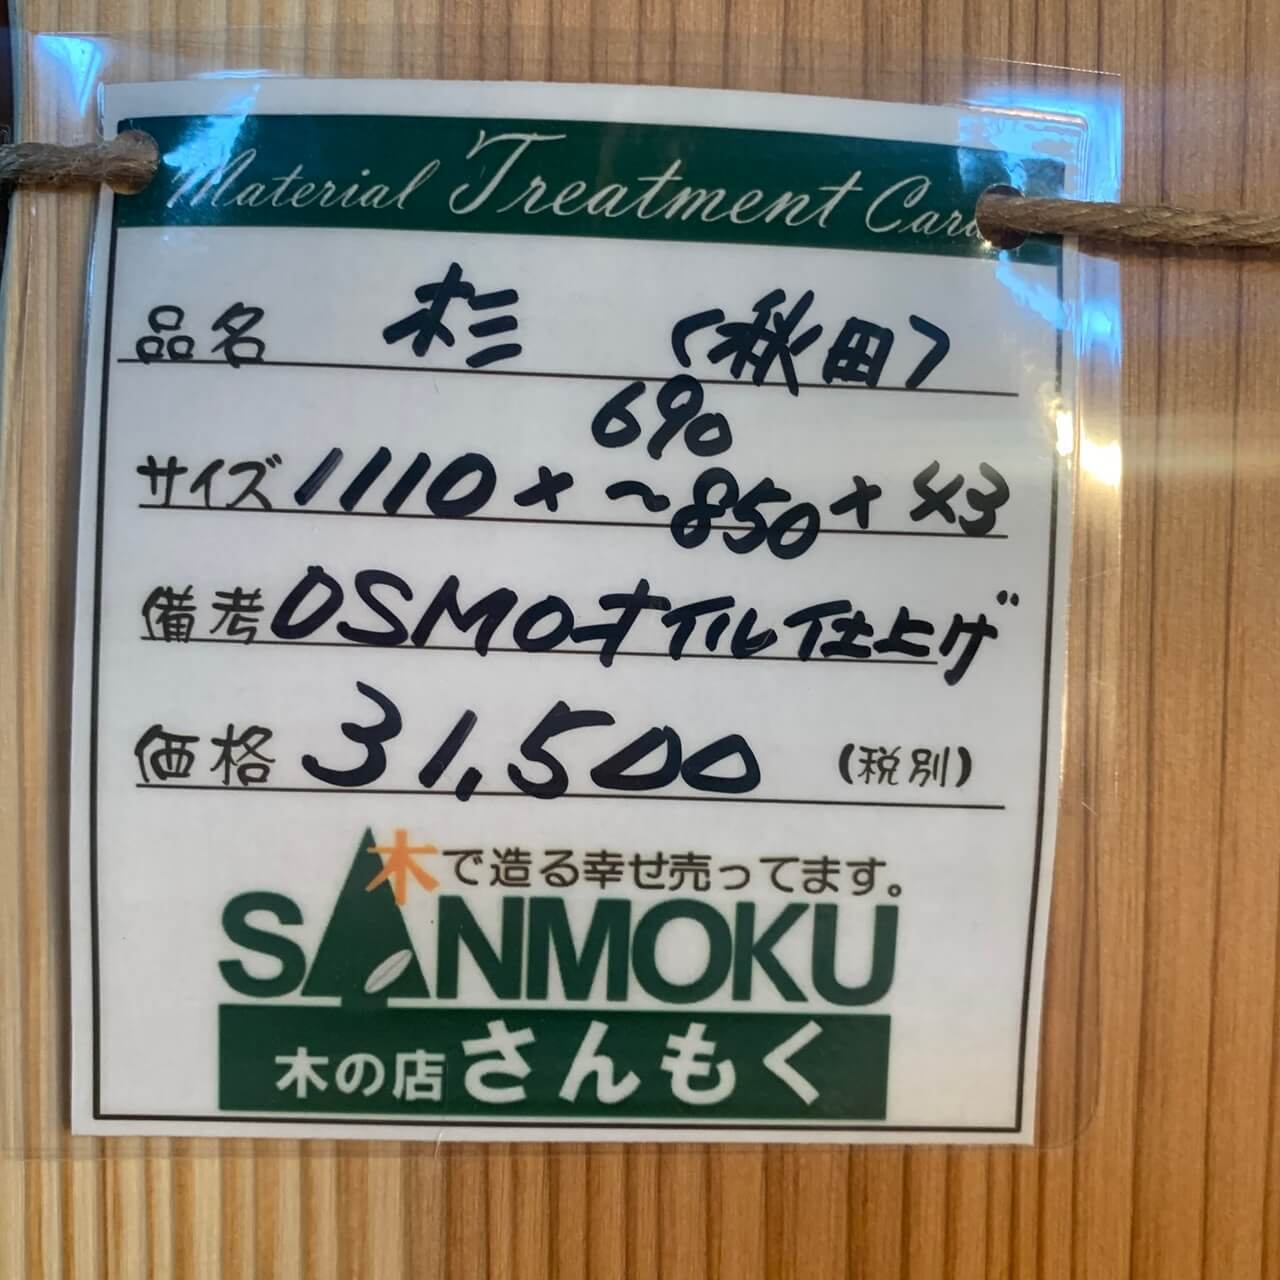 Material Treatment Card
品名 杉 (秋田)
690
サイズ 1110 × ~850 × 43
備考 OSMOオイル仕上げ
価格 31,500 (税別)
木で造る幸せ売ってます。
SANMOKU
木の店 さんもく